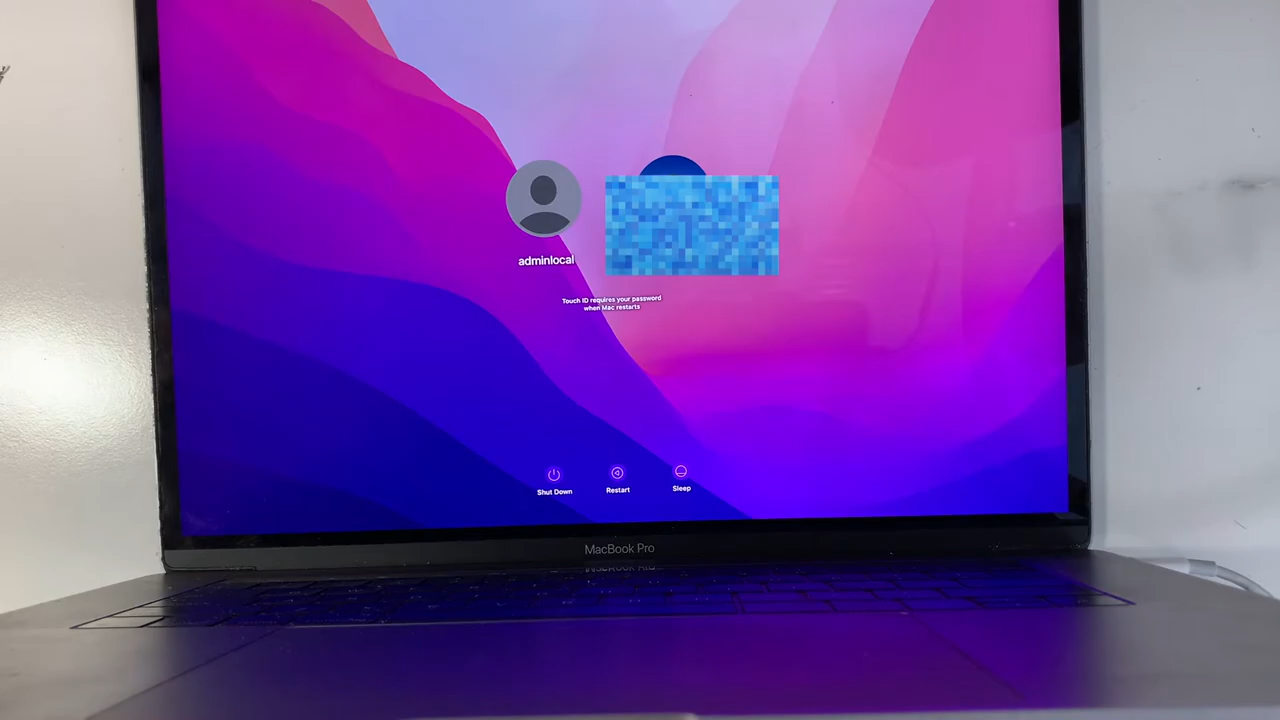 adminlocal
Touch ID requires your password
when Mac restarts
Shut Down
Restart
Sleep
MacBook Pro